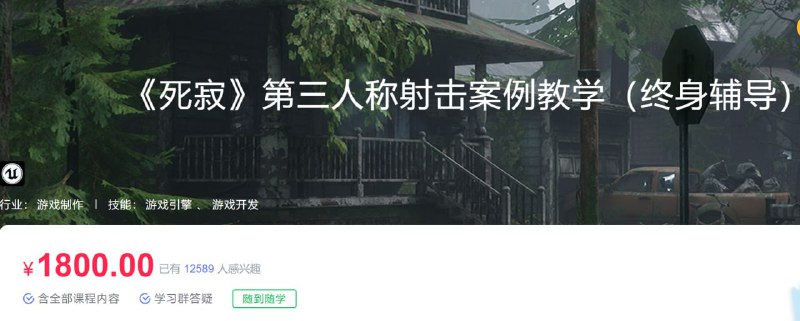 《死寂》第三人称射击案例教学（终身辅导）
行业： 游戏制作 | 技能： 游戏引擎 、 游戏开发
¥1800.00 已有 12589 人感兴趣
含全部课程内容 学习群答疑 随到随学